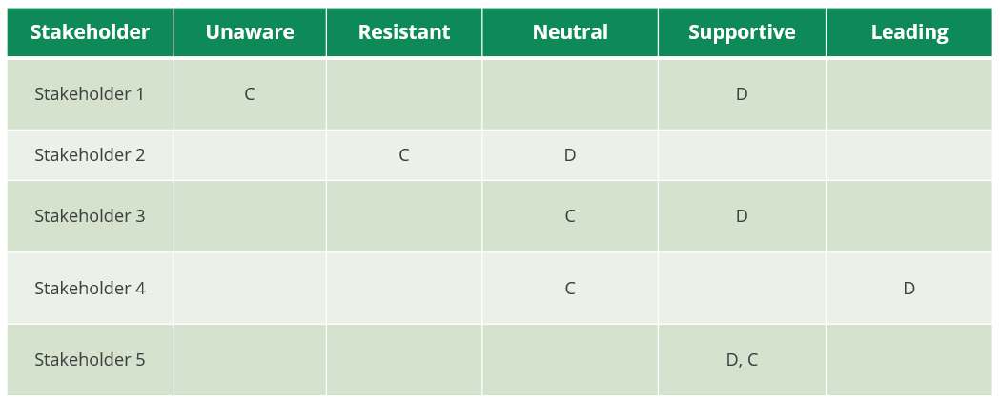 Stakeholder Unaware Resistant Neutral Supportive Leading
Stakeholder 1 C D
Stakeholder 2 C D
Stakeholder 3 C D
Stakeholder 4 C D
Stakeholder 5 D, C